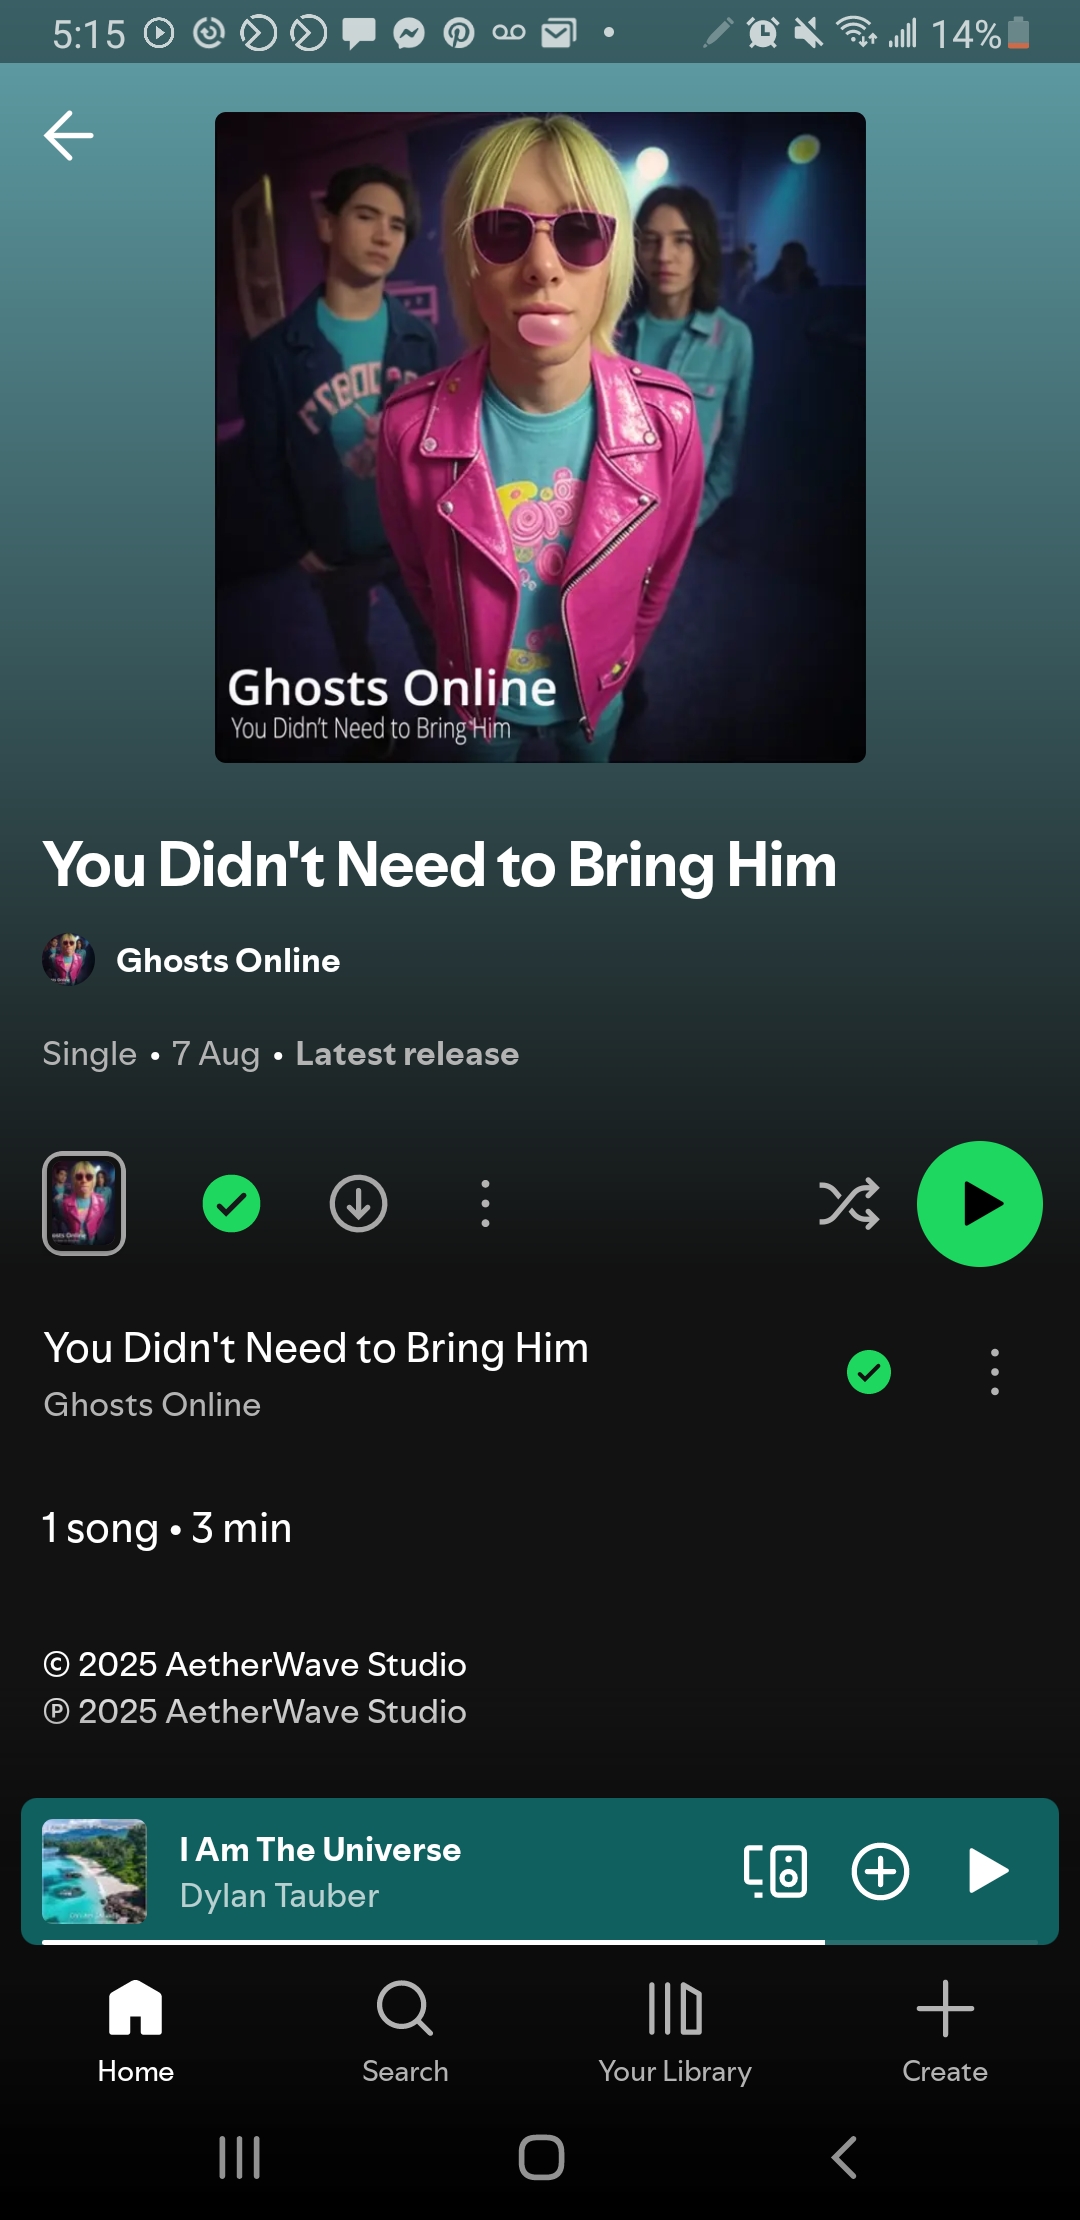 5:15
14%
Ghosts Online
You Didn't Need to Bring Him
You Didn't Need to Bring Him
Ghosts Online
Single • 7 Aug • Latest release
You Didn't Need to Bring Him
Ghosts Online
1 song • 3 min
© 2025 AetherWave Studio
℗ 2025 AetherWave Studio
I Am The Universe
Dylan Tauber
Home
Search
Your Library
Create